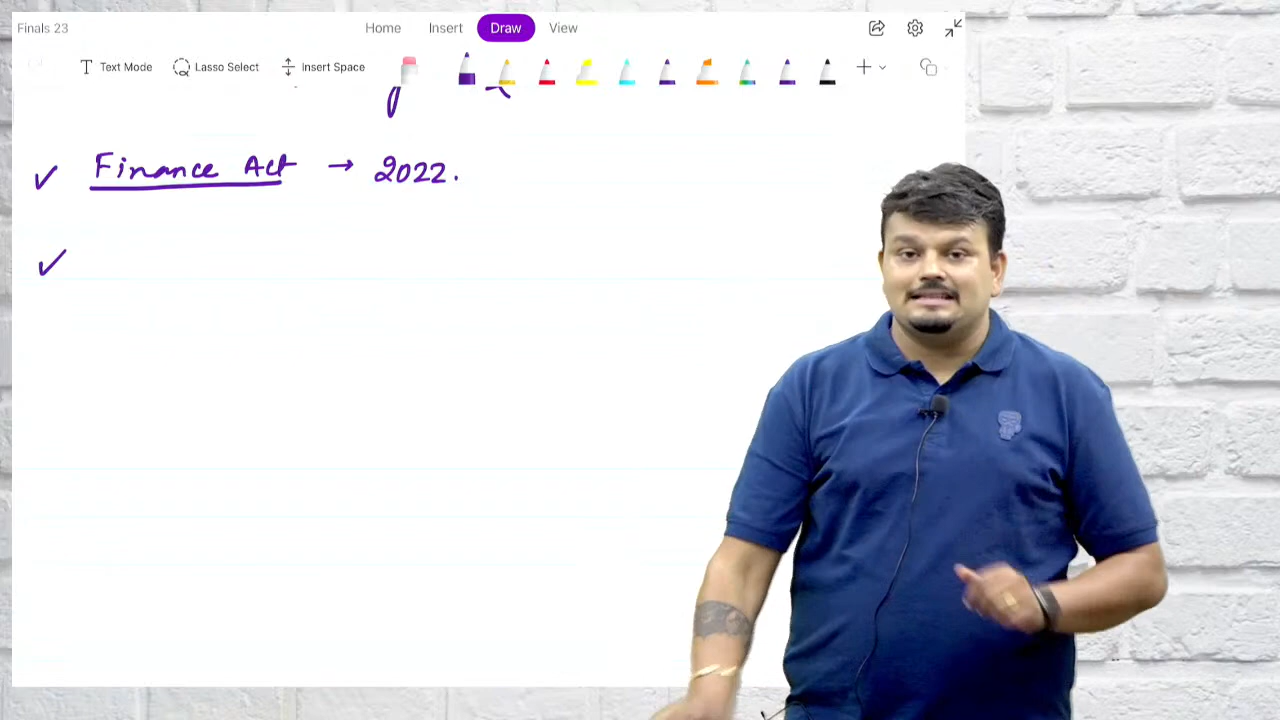 Finals 23
Home Insert Draw View
Text Mode Lasso Select Insert Space
✓ Finance Act → 2022.
✓